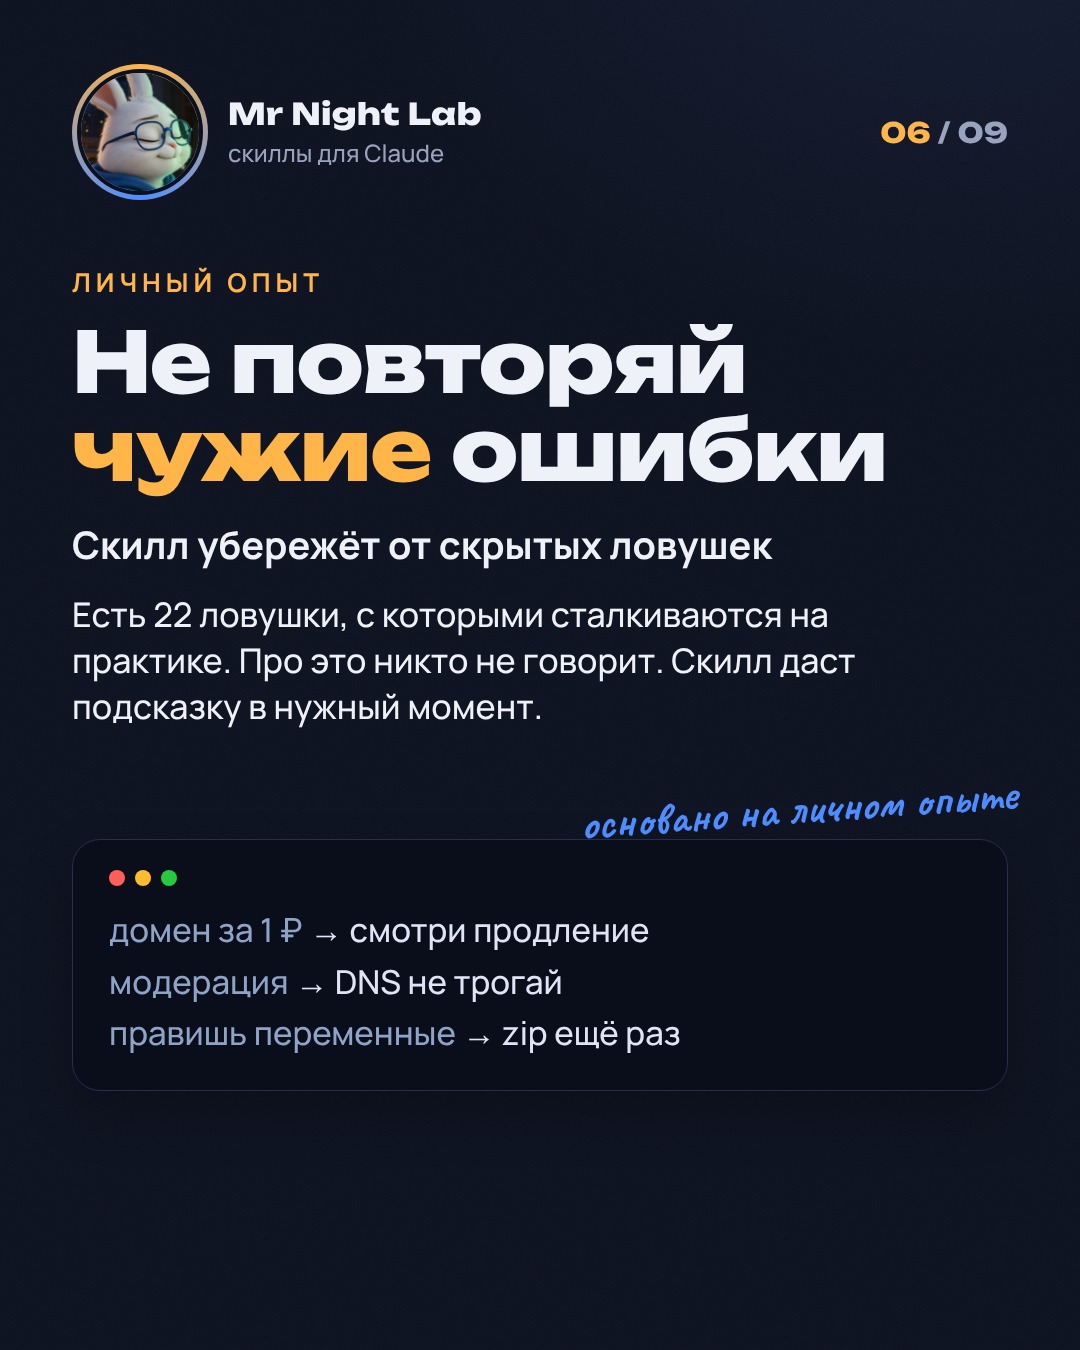 Mr Night Lab
скиллы для Claude
06 / 09
ЛИЧНЫЙ ОПЫТ
Не повторяй
чужие ошибки
Скилл убережёт от скрытых ловушек
Есть 22 ловушки, с которыми сталкиваются на
практике. Про это никто не говорит. Скилл даст
подсказку в нужный момент.
основано на личном опыте
домен за 1 ₽ → смотри продление
модерация → DNS не трогай
правишь переменные → zip ещё раз